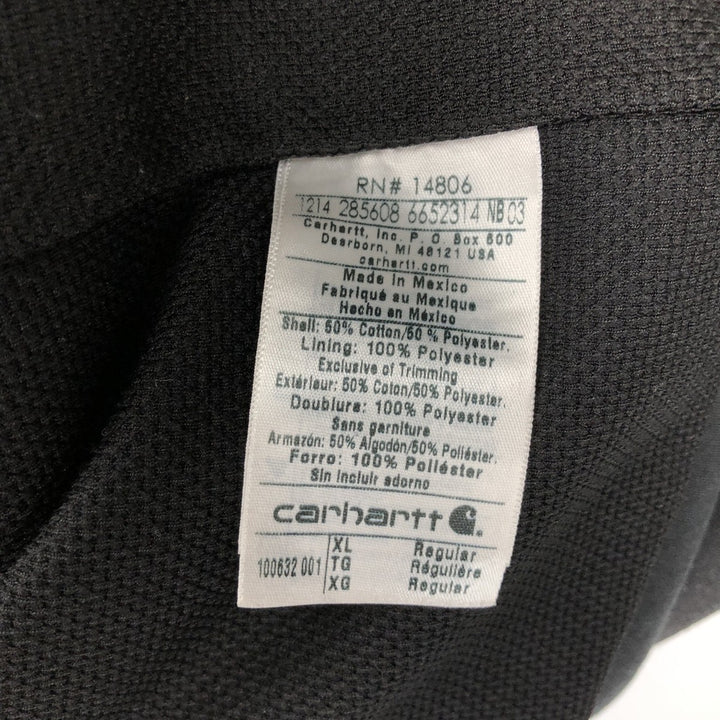 RN# 14806
1214 285608 6652314 NB 03
Carhartt, Inc. P. O. Box 600
Dearborn, MI 48121 USA
carhartt.com
Made in Mexico
Fabriqué au Mexique
Hecho en México
Shell: 50% Cotton/50 % Polyester.
Lining: 100% Polyester
Exclusive of Trimming
Extérieur: 50% Coton/50% Polyester.
Doublure: 100% Polyester
Sans garniture
Armazón: 50% Algodón/50% Poliéster.
Forro: 100% Poliéster
Sin incluir adorno
carhartt
XL Regular
100632 001 TG Régulière
XG Regular